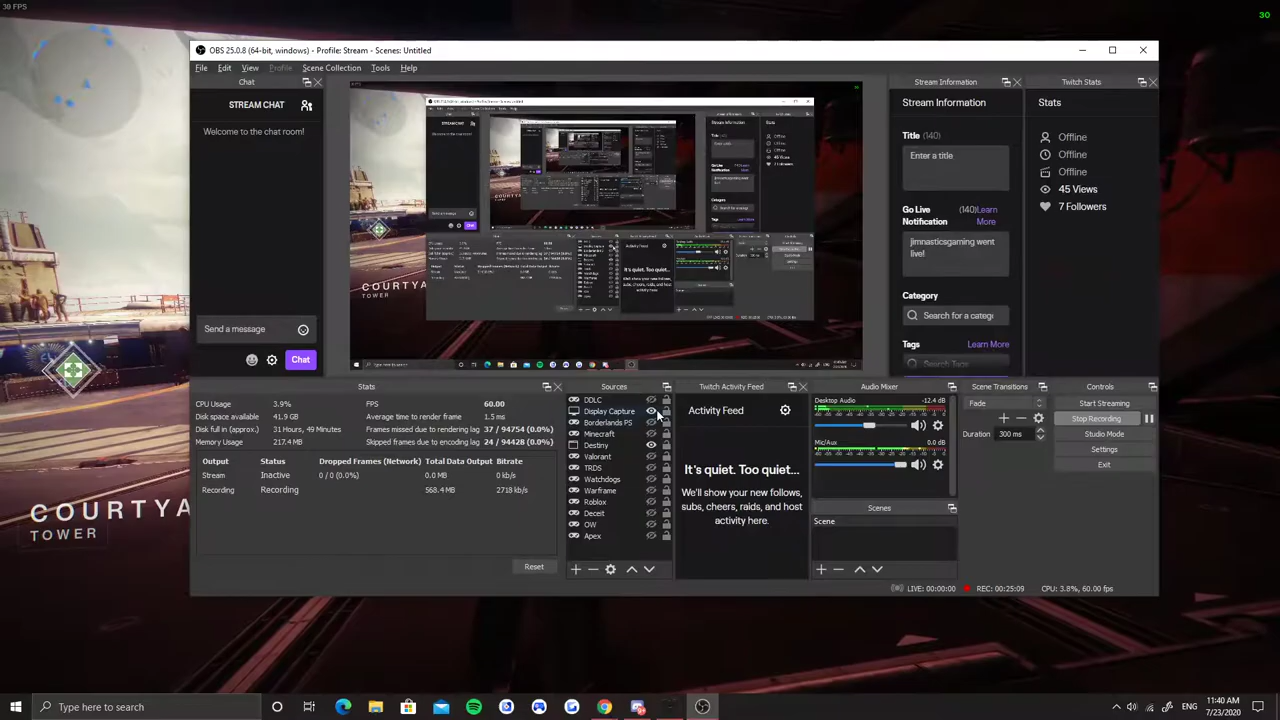 39 FPS
30
OBS 25.0.8 (64-bit, windows) - Profile: Stream - Scenes: Untitled
File Edit View Profile Scene Collection Tools Help
Chat
STREAM CHAT
Welcome to the chat room!
Send a message
Chat
Stream Information
Stream Information
Title (140)
Enter a title
Go Live Notification (140) Learn More
jimnasticsgaming went live!
Category
Search for a catego
Tags Learn More
Search Tags
Twitch Stats
Stats
Offline
Offline
Offline
45 Views
7 Followers
COURTYA
TOWER
Stats
CPU Usage 3.9%
Disk space available 41.9 GB
Disk full in (approx.) 31 Hours, 49 Minutes
Memory Usage 217.4 MB
FPS 60.00
Average time to render frame 1.5 ms
Frames missed due to rendering lag 37 / 94754 (0.0%)
Skipped frames due to encoding lag 24 / 94428 (0.0%)
Output Status Dropped Frames (Network) Total Data Output Bitrate
Stream Inactive 0 / 0 (0.0%) 0.0 MB 0 kb/s
Recording Recording 568.4 MB 2718 kb/s
Reset
Sources
DDLC
Display Capture
Borderlands PS
Minecraft
Destiny
Valorant
TRDS
Watchdogs
Warframe
Roblox
Deceit
OW
Apex
Twitch Activity Feed
Activity Feed
It's quiet. Too quiet...
We'll show your new follows,
subs, cheers, raids, and host
activity here.
Audio Mixer
Desktop Audio -12.4 dB
Mic/Aux 0.0 dB
Scenes
Scene
Scene Transitions
Fade
Duration 300 ms
Controls
Start Streaming
Stop Recording
Studio Mode
Settings
Exit
LIVE: 00:00:00 REC: 00:25:09 CPU: 3.8%, 60.00 fps
Type here to search
ENG
11:40 AM
7/23/2020